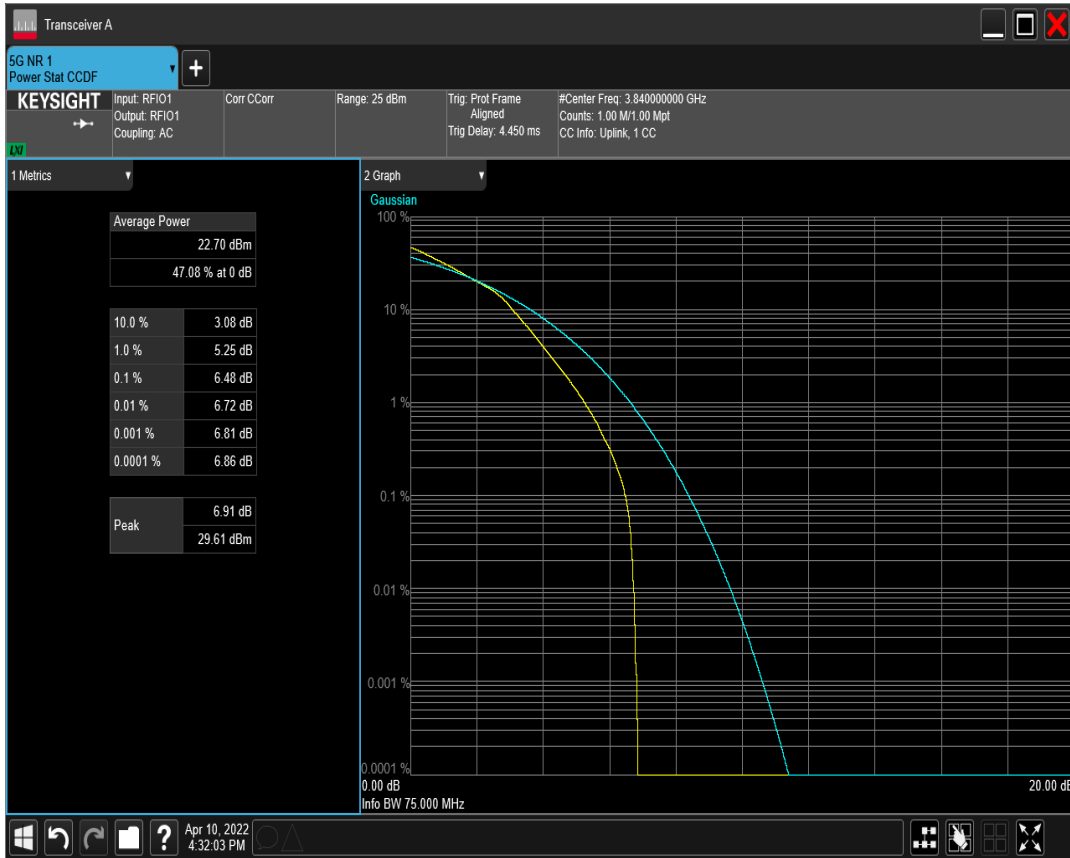 Transceiver A
5G NR 1
Power Stat CCDF
+
KEYSIGHT
LXI
Input: RFIO1
Output: RFIO1
Coupling: AC
Corr CCorr
Range: 25 dBm
Trig: Prot Frame
Aligned
Trig Delay: 4.450 ms
#Center Freq: 3.840000000 GHz
Counts: 1.00 M/1.00 Mpt
CC Info: Uplink, 1 CC
1 Metrics
Average Power
22.70 dBm
47.08 % at 0 dB
10.0 % 3.08 dB
1.0 % 5.25 dB
0.1 % 6.48 dB
0.01 % 6.72 dB
0.001 % 6.81 dB
0.0001 % 6.86 dB
Peak
6.91 dB
29.61 dBm
2 Graph
Gaussian
100 %
10 %
1 %
0.1 %
0.01 %
0.001 %
0.0001 %
0.00 dB 20.00 dB
Info BW 75.000 MHz
? Apr 10, 2022
4:32:03 PM